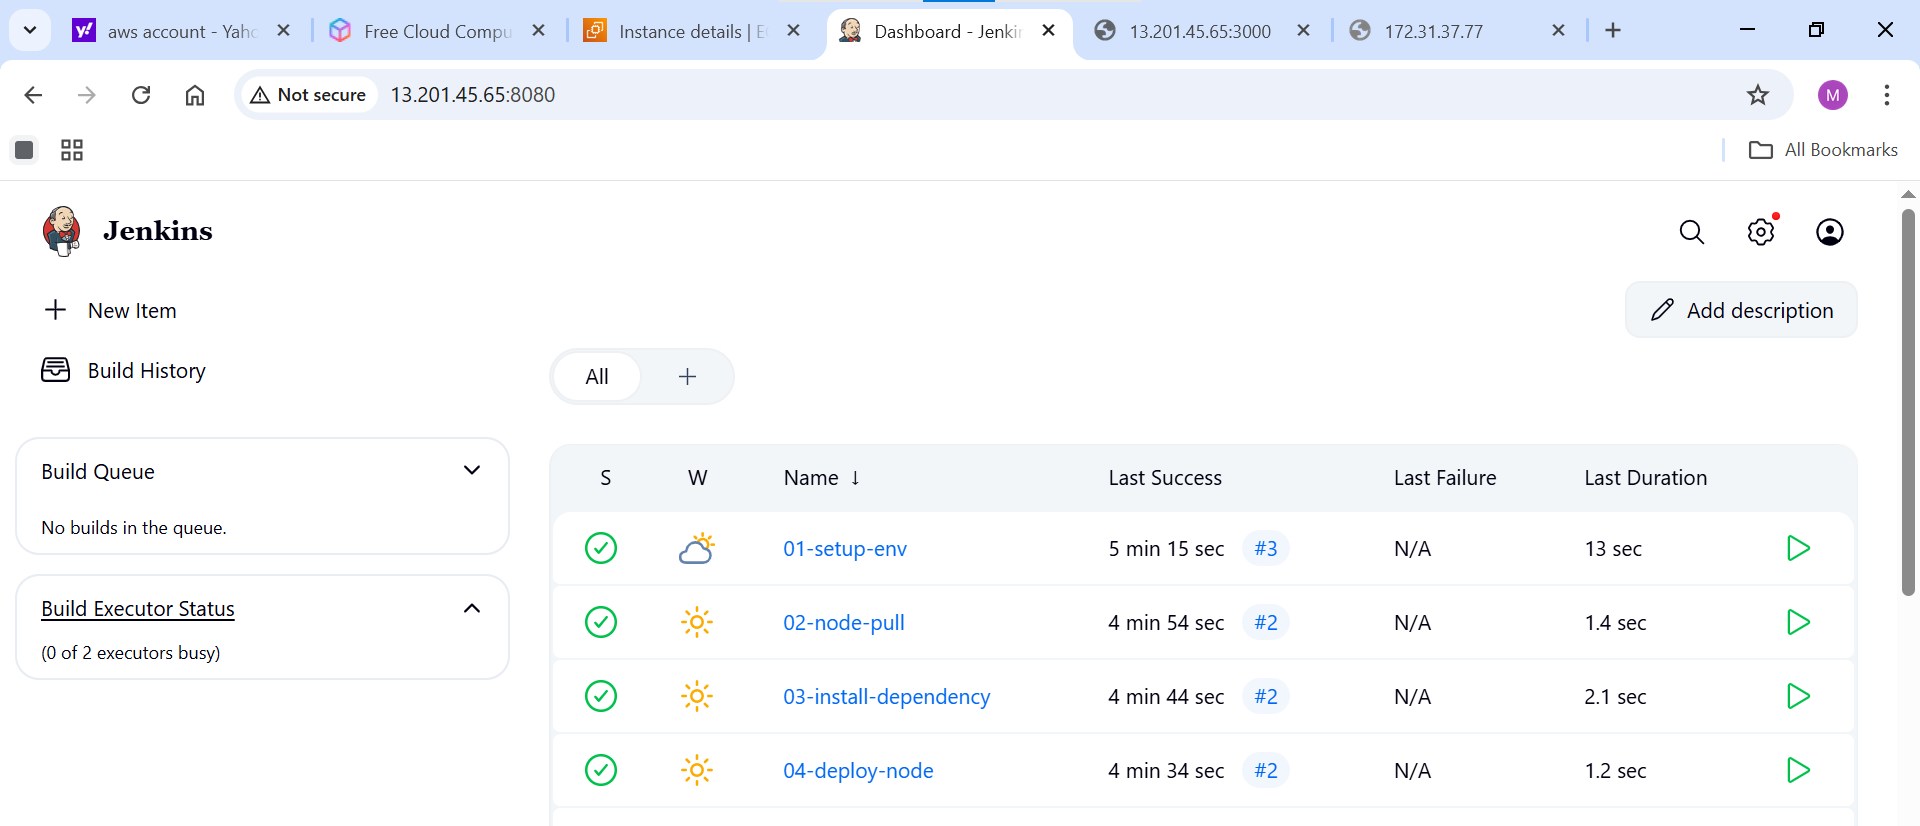 aws account - Yaho
Free Cloud Compu
Instance details | E
Dashboard - Jenkin
13.201.45.65:3000
172.31.37.77
Not secure
13.201.45.65:8080
M
All Bookmarks
Jenkins
New Item
Add description
Build History
All
Build Queue
No builds in the queue.
Build Executor Status
(0 of 2 executors busy)
S W Name ↓ Last Success Last Failure Last Duration
01-setup-env 5 min 15 sec #3 N/A 13 sec
02-node-pull 4 min 54 sec #2 N/A 1.4 sec
03-install-dependency 4 min 44 sec #2 N/A 2.1 sec
04-deploy-node 4 min 34 sec #2 N/A 1.2 sec